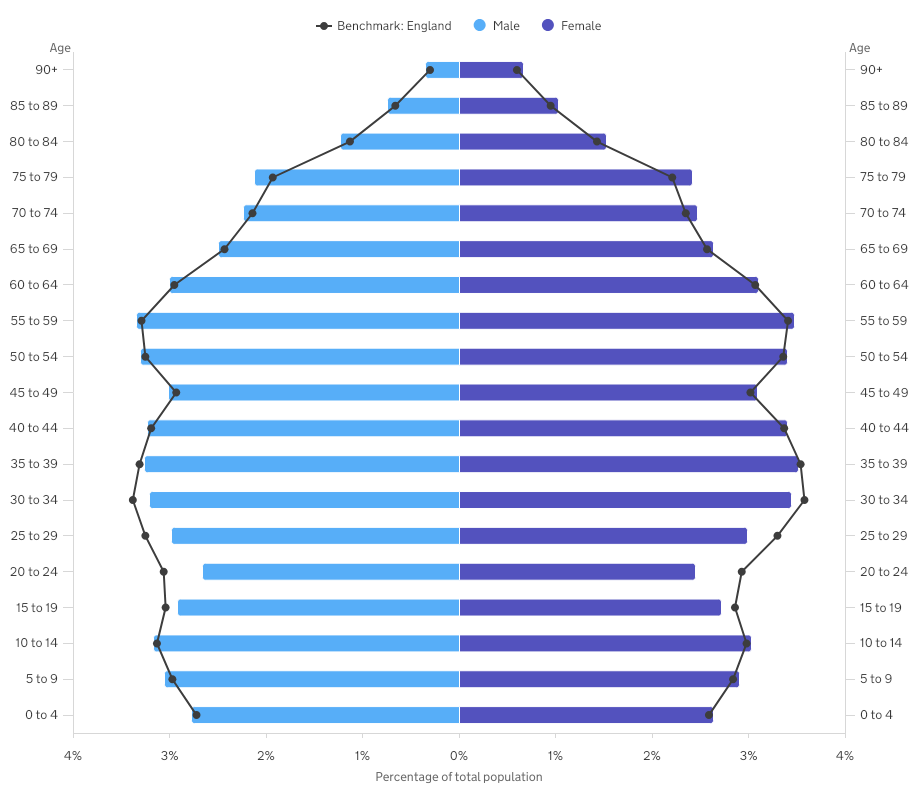 Benchmark: England Male Female
Age Age
90+ 90+
85 to 89 85 to 89
80 to 84 80 to 84
75 to 79 75 to 79
70 to 74 70 to 74
65 to 69 65 to 69
60 to 64 60 to 64
55 to 59 55 to 59
50 to 54 50 to 54
45 to 49 45 to 49
40 to 44 40 to 44
35 to 39 35 to 39
30 to 34 30 to 34
25 to 29 25 to 29
20 to 24 20 to 24
15 to 19 15 to 19
10 to 14 10 to 14
5 to 9 5 to 9
0 to 4 0 to 4
4% 3% 2% 1% 0% 1% 2% 3% 4%
Percentage of total population